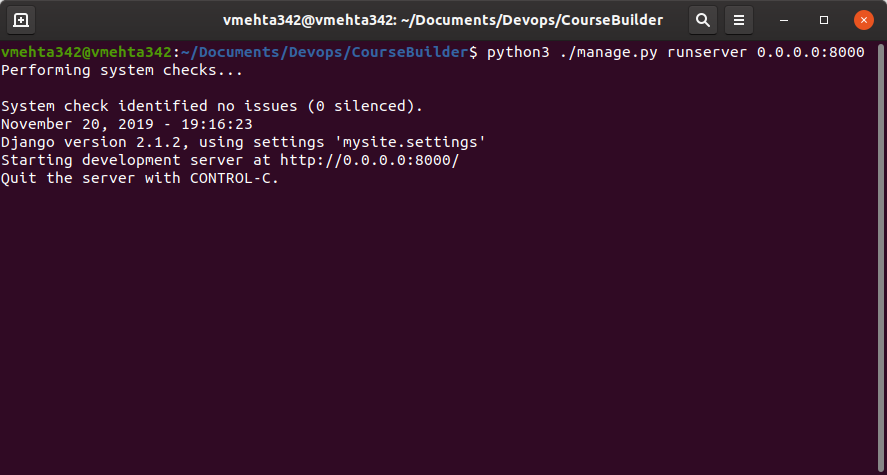 vmehta342@vmehta342: ~/Documents/Devops/CourseBuilder
vmehta342@vmehta342:~/Documents/Devops/CourseBuilder$ python3 ./manage.py runserver 0.0.0.0:8000
Performing system checks...
System check identified no issues (0 silenced).
November 20, 2019 - 19:16:23
Django version 2.1.2, using settings 'mysite.settings'
Starting development server at http://0.0.0.0:8000/
Quit the server with CONTROL-C.